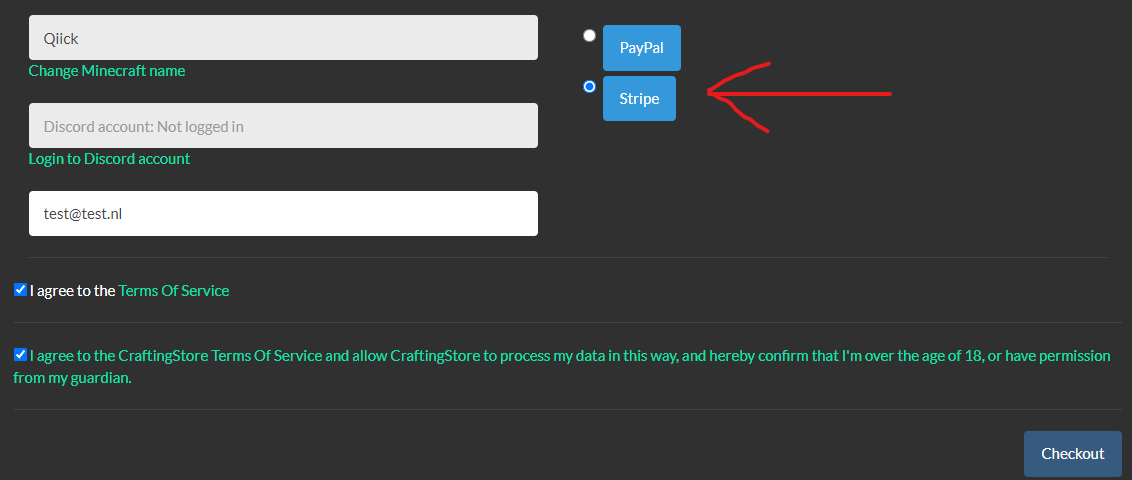 Qiick
Change Minecraft name
Discord account: Not logged in
Login to Discord account
test@test.nl
PayPal
Stripe
I agree to the Terms Of Service
I agree to the CraftingStore Terms Of Service and allow CraftingStore to process my data in this way, and hereby confirm that I'm over the age of 18, or have permission
from my guardian.
Checkout